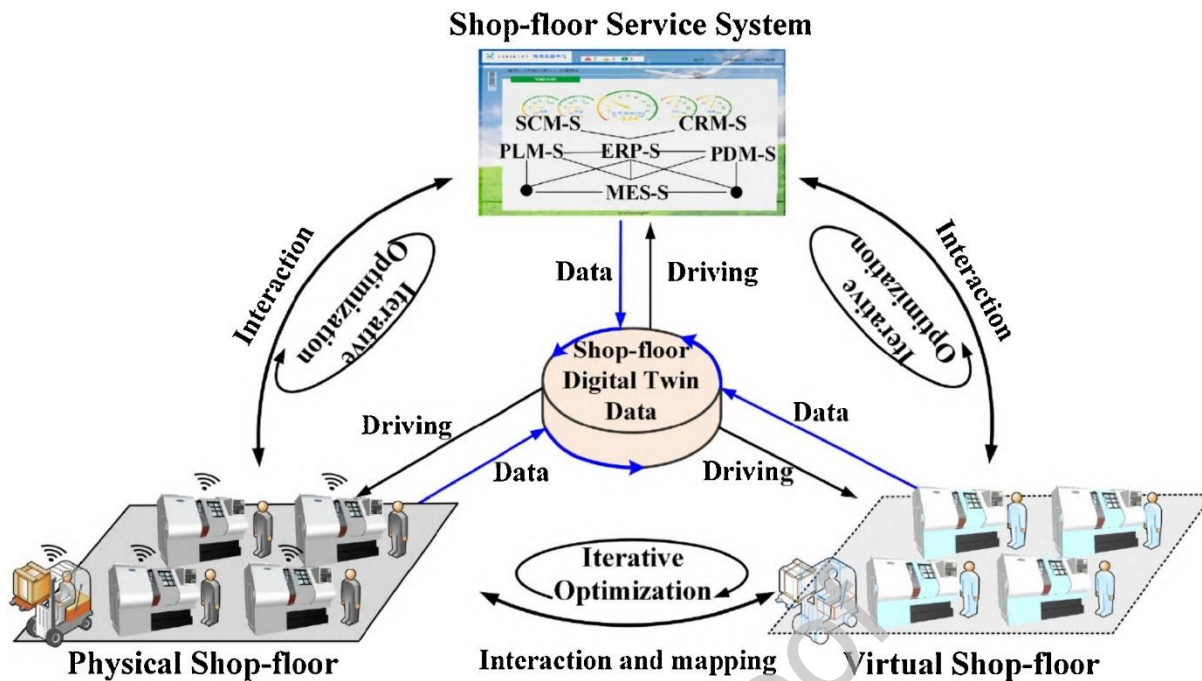 Shop-floor Service System
SCM-S CRM-S
PLM-S ERP-S PDM-S
MES-S
Interaction
Iterative
Optimization
Interaction
Iterative
Optimization
Data Driving
Shop-floor
Digital Twin
Data
Driving
Data
Data
Driving
Iterative
Optimization
Physical Shop-floor
Interaction and mapping
Virtual Shop-floor